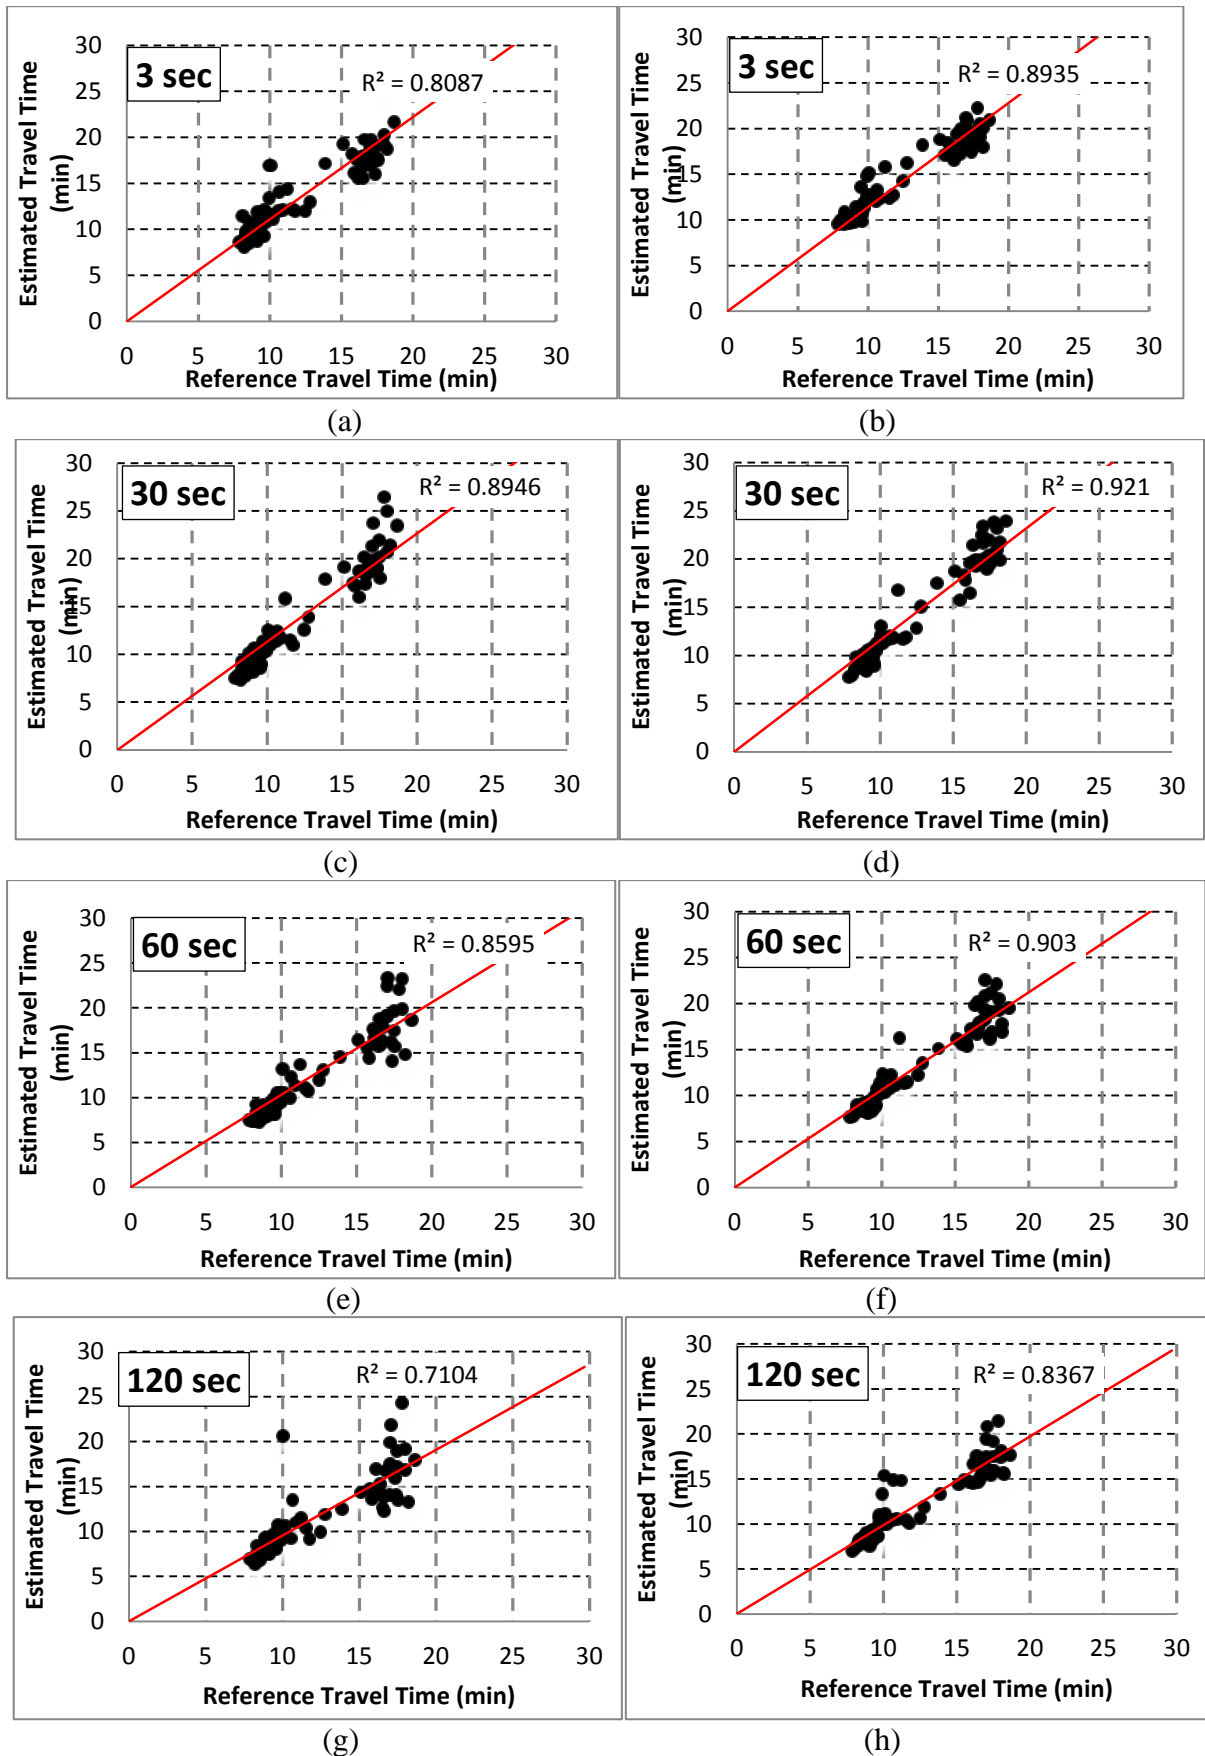 30
25
20
15
10
5
0
Estimated Travel Time
(min)
3 sec
R² = 0.8087
0 5 10 15 20 25 30
Reference Travel Time (min)
(a)
30
25
20
15
10
5
0
Estimated Travel Time
(min)
3 sec
R² = 0.8935
0 5 10 15 20 25 30
Reference Travel Time (min)
(b)
30
25
20
15
10
5
0
Estimated Travel Time
(min)
30 sec
R² = 0.8946
0 5 10 15 20 25 30
Reference Travel Time (min)
(c)
30
25
20
15
10
5
0
Estimated Travel Time
(min)
30 sec
R² = 0.921
0 5 10 15 20 25 30
Reference Travel Time (min)
(d)
30
25
20
15
10
5
0
Estimated Travel Time
(min)
60 sec
R² = 0.8595
0 5 10 15 20 25 30
Reference Travel Time (min)
(e)
30
25
20
15
10
5
0
Estimated Travel Time
(min)
60 sec
R² = 0.903
0 5 10 15 20 25 30
Reference Travel Time (min)
(f)
30
25
20
15
10
5
0
Estimated Travel Time
(min)
120 sec
R² = 0.7104
0 5 10 15 20 25 30
Reference Travel Time (min)
(g)
30
25
20
15
10
5
0
Estimated Travel Time
(min)
120 sec
R² = 0.8367
0 5 10 15 20 25 30
Reference Travel Time (min)
(h)